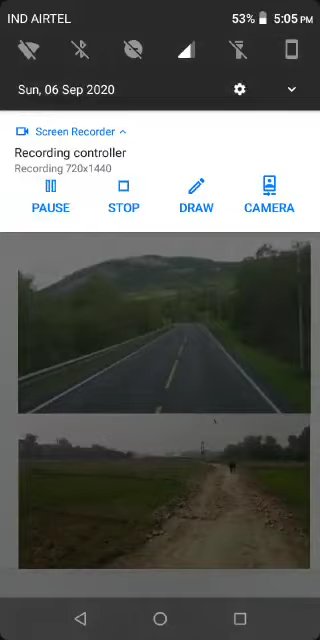 IND AIRTEL 53% 5:05 PM
Sun, 06 Sep 2020
Screen Recorder
Recording controller
Recording 720x1440
PAUSE STOP DRAW CAMERA